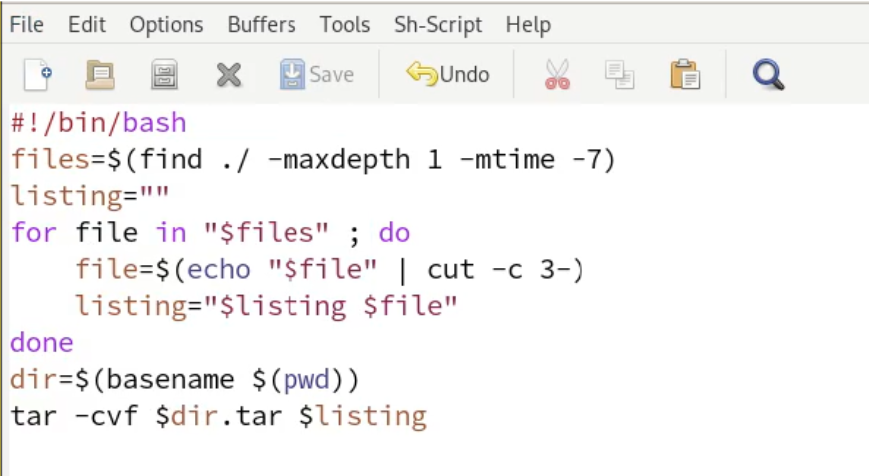 File Edit Options Buffers Tools Sh-Script Help
Save Undo
#!/bin/bash
files=$(find ./ -maxdepth 1 -mtime -7)
listing=""
for file in "$files" ; do
    file=$(echo "$file" | cut -c 3-)
    listing="$listing $file"
done
dir=$(basename $(pwd))
tar -cvf $dir.tar $listing